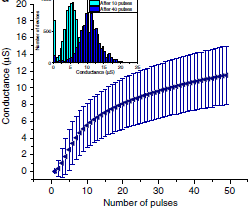 After 10 pulses
After 40 pulses
Number of devices
500
0
0 5 10 15 20 25
Conductance (µS)
Conductance (µS)
20
18
16
14
12
10
8
6
4
2
0
0 10 20 30 40 50
Number of pulses